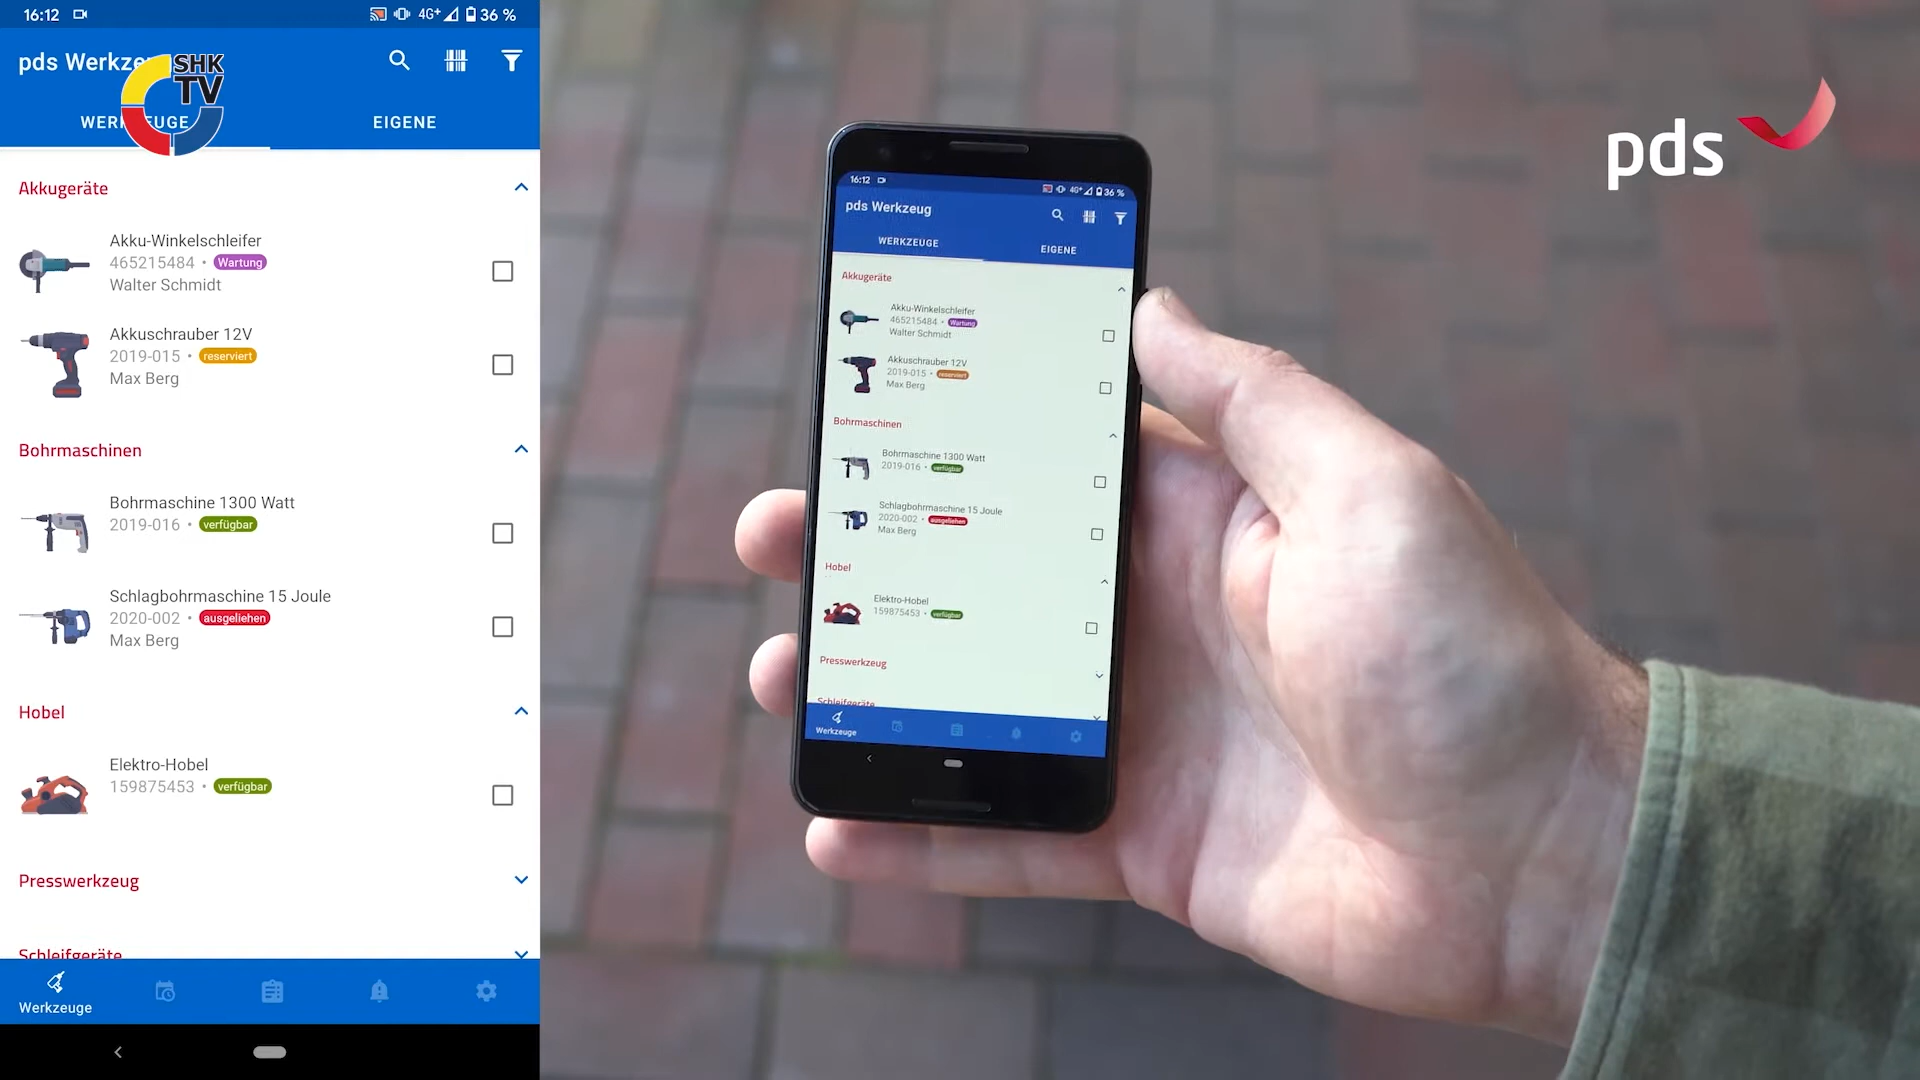 16:12
4G+
36 %
pds Werkze
SHK
TV
WERKZEUGE
EIGENE
Akkugeräte
Akku-Winkelschleifer
465215484 • Wartung
Walter Schmidt
Akkuschrauber 12V
2019-015 • reserviert
Max Berg
Bohrmaschinen
Bohrmaschine 1300 Watt
2019-016 • verfügbar
Schlagbohrmaschine 15 Joule
2020-002 • ausgeliehen
Max Berg
Hobel
Elektro-Hobel
159875453 • verfügbar
Presswerkzeug
Schleifgeräte
Werkzeuge
16:12
4G+
36 %
pds Werkzeug
WERKZEUGE
EIGENE
Akkugeräte
Akku-Winkelschleifer
465215484 • Wartung
Walter Schmidt
Akkuschrauber 12V
2019-015 • reserviert
Max Berg
Bohrmaschinen
Bohrmaschine 1300 Watt
2019-016 • verfügbar
Schlagbohrmaschine 15 Joule
2020-002 • ausgeliehen
Max Berg
Hobel
Elektro-Hobel
159875453 • verfügbar
Presswerkzeug
Schleifgeräte
Werkzeuge
pds